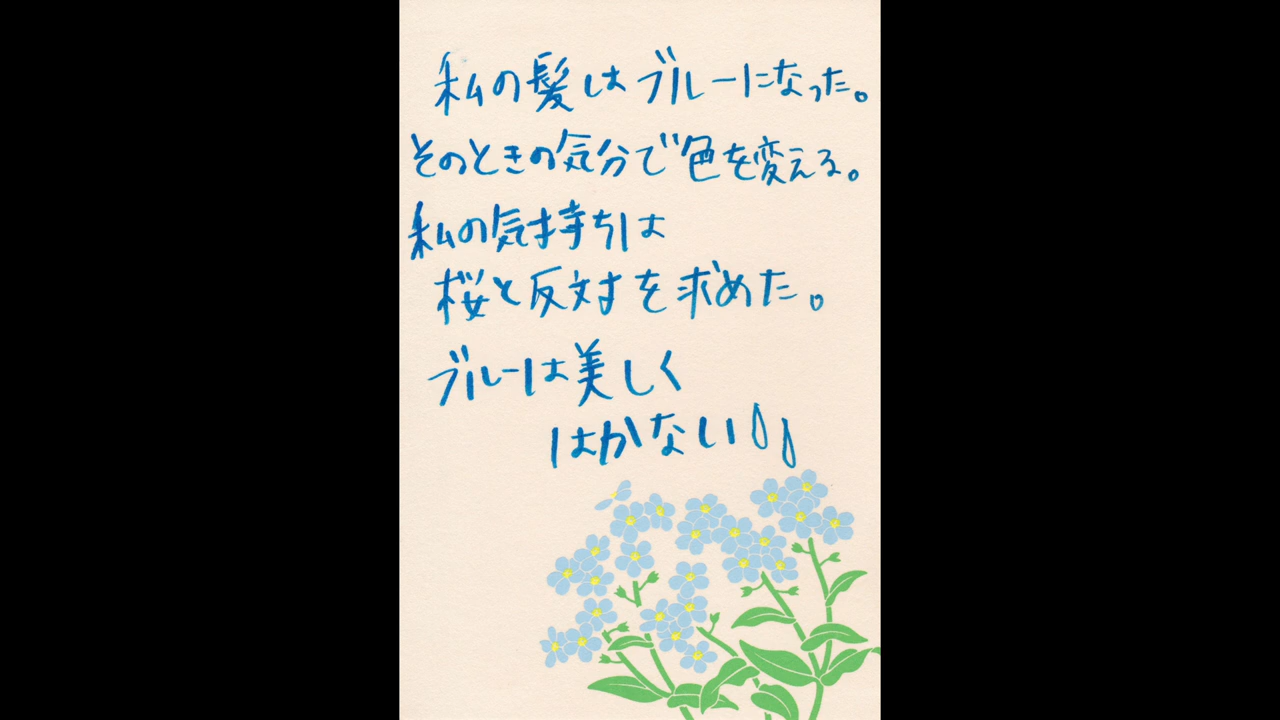 私の髪はブルーになった。
そのときの気分で色を変える。
私の気持ちは
桜と反対を求めた。
ブルーは美しく
はかない